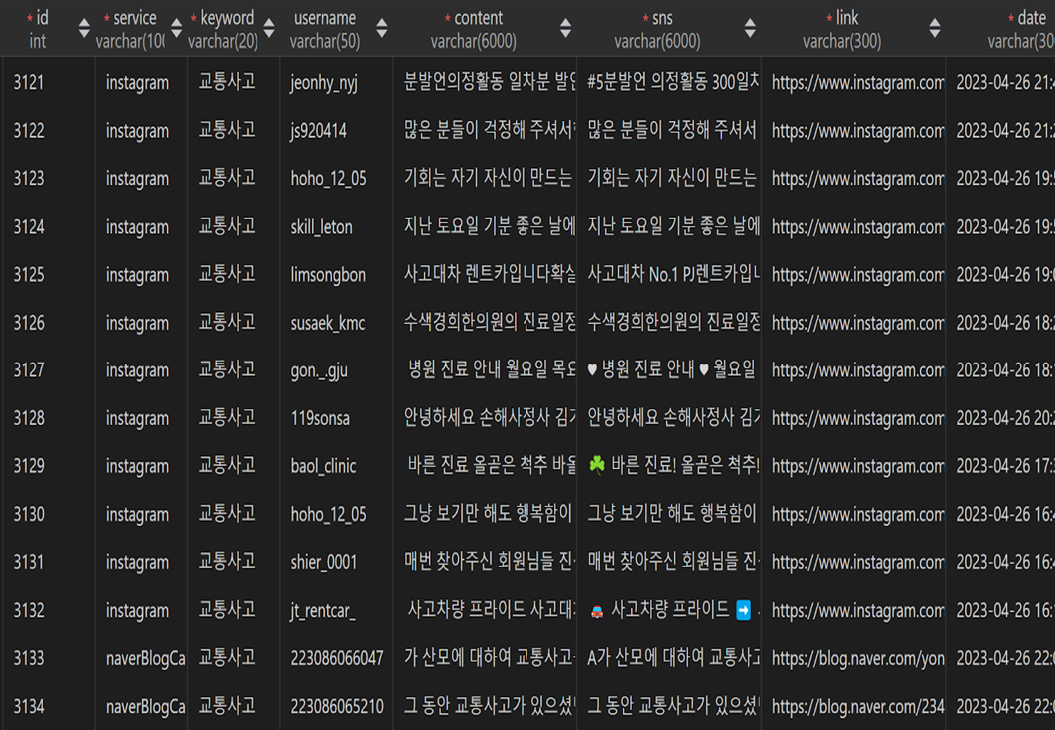 * id * service * keyword username * content * sns * link * date
int varchar(100 varchar(20) varchar(50) varchar(6000) varchar(6000) varchar(300) varchar(30
3121 instagram 교통사고 jeonhy_nyj 분발언의정활동 일차분 발언 #5분발언 의정활동 300일차 https://www.instagram.com 2023-04-26 21:4
3122 instagram 교통사고 js920414 많은 분들이 걱정해 주셔서 많은 분들이 걱정해 주셔서 https://www.instagram.com 2023-04-26 21:2
3123 instagram 교통사고 hoho_12_05 기회는 자기 자신이 만드는 기회는 자기 자신이 만드는 https://www.instagram.com 2023-04-26 19:5
3124 instagram 교통사고 skill_leton 지난 토요일 기분 좋은 날에 지난 토요일 기분 좋은 날에 https://www.instagram.com 2023-04-26 19:5
3125 instagram 교통사고 limsongbon 사고대차 렌트카입니다확실 사고대차 No.1 PJ렌트카입니 https://www.instagram.com 2023-04-26 19:0
3126 instagram 교통사고 susaek_kmc 수색경희한의원의 진료일정 수색경희한의원의 진료일정 https://www.instagram.com 2023-04-26 18:2
3127 instagram 교통사고 gon._.gju 병원 진료 안내 월요일 목요 ♥ 병원 진료 안내 ♥ 월요일 https://www.instagram.com 2023-04-26 18:1
3128 instagram 교통사고 119sonsa 안녕하세요 손해사정사 김기 안녕하세요 손해사정사 김기 https://www.instagram.com 2023-04-26 20:2
3129 instagram 교통사고 baol_clinic 바른 진료 올곧은 척추 바올 ☘ 바른 진료! 올곧은 척추! https://www.instagram.com 2023-04-26 17:3
3130 instagram 교통사고 hoho_12_05 그냥 보기만 해도 행복함이 그냥 보기만 해도 행복함이 https://www.instagram.com 2023-04-26 16:4
3131 instagram 교통사고 shier_0001 매번 찾아주신 회원님들 진 매번 찾아주신 회원님들 진 https://www.instagram.com 2023-04-26 16:4
3132 instagram 교통사고 jt_rentcar_ 사고차량 프라이드 사고대 🚘 사고차량 프라이드 ➡ https://www.instagram.com 2023-04-26 16:1
3133 naverBlogCa 교통사고 223086066047 가 산모에 대하여 교통사고 A가 산모에 대하여 교통사고 https://blog.naver.com/yon 2023-04-26 22:0
3134 naverBlogCa 교통사고 223086065210 그 동안 교통사고가 있으셨 그 동안 교통사고가 있으셨 https://blog.naver.com/234 2023-04-26 22:0